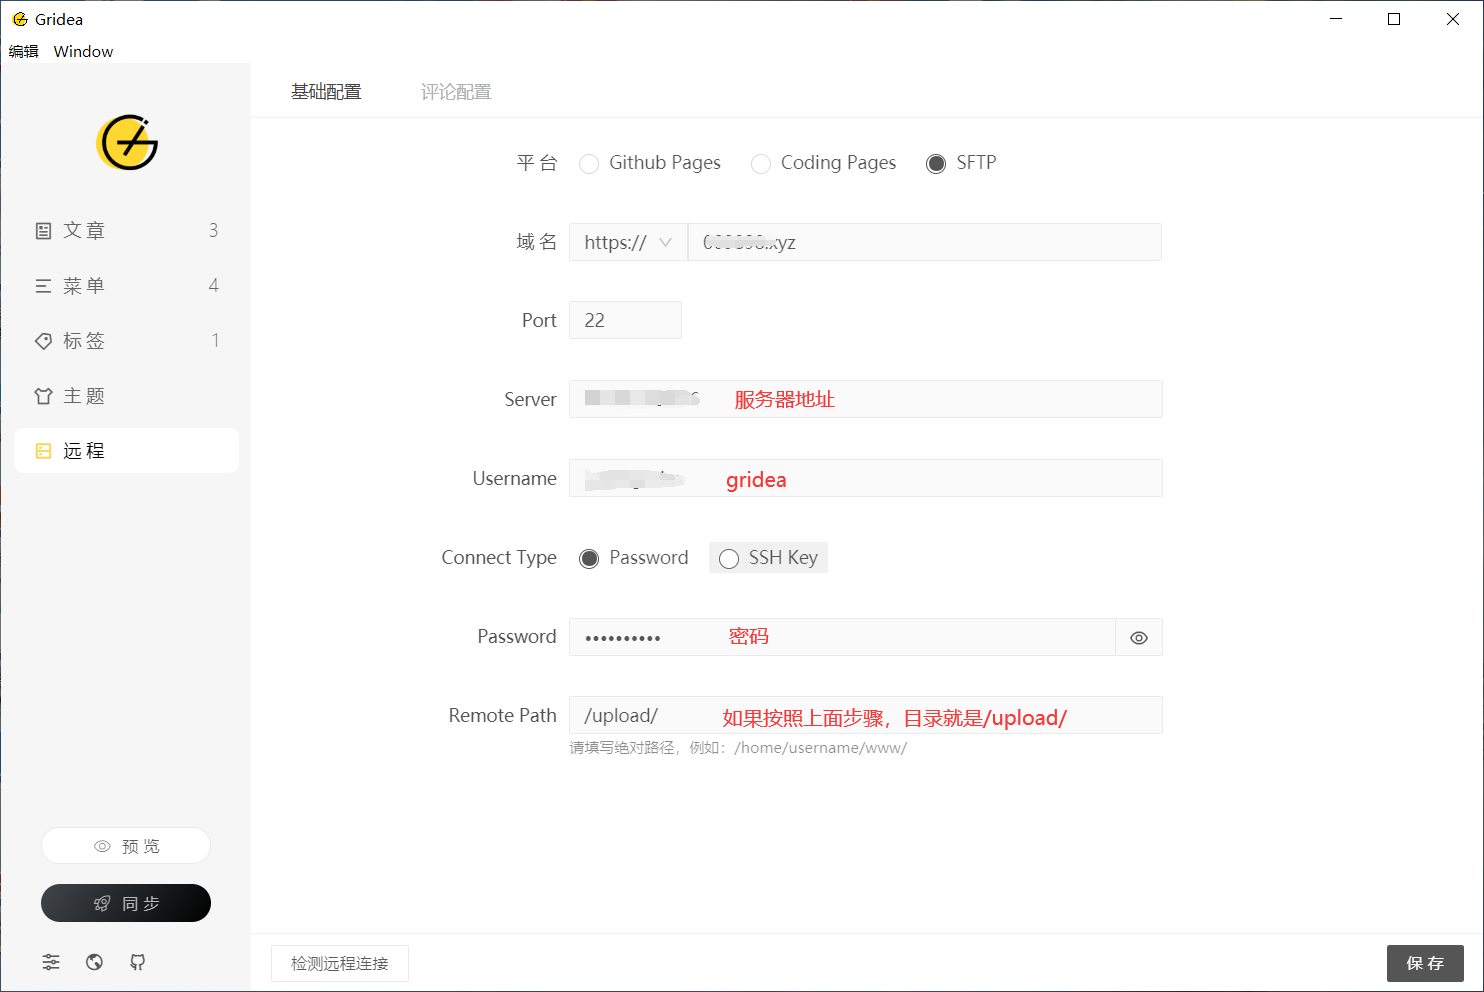 Gridea
编辑 Window
基础配置 评论配置
平台 Github Pages Coding Pages SFTP
文章 3
域名 https:// .xyz
菜单 4
Port 22
标签 1
主题
Server 服务器地址
远程
Username gridea
Connect Type Password SSH Key
Password •••••••••• 密码
Remote Path /upload/ 如果按照上面步骤，目录就是/upload/
请填写绝对路径，例如：/home/username/www/
预览
同步
检测远程连接 保存